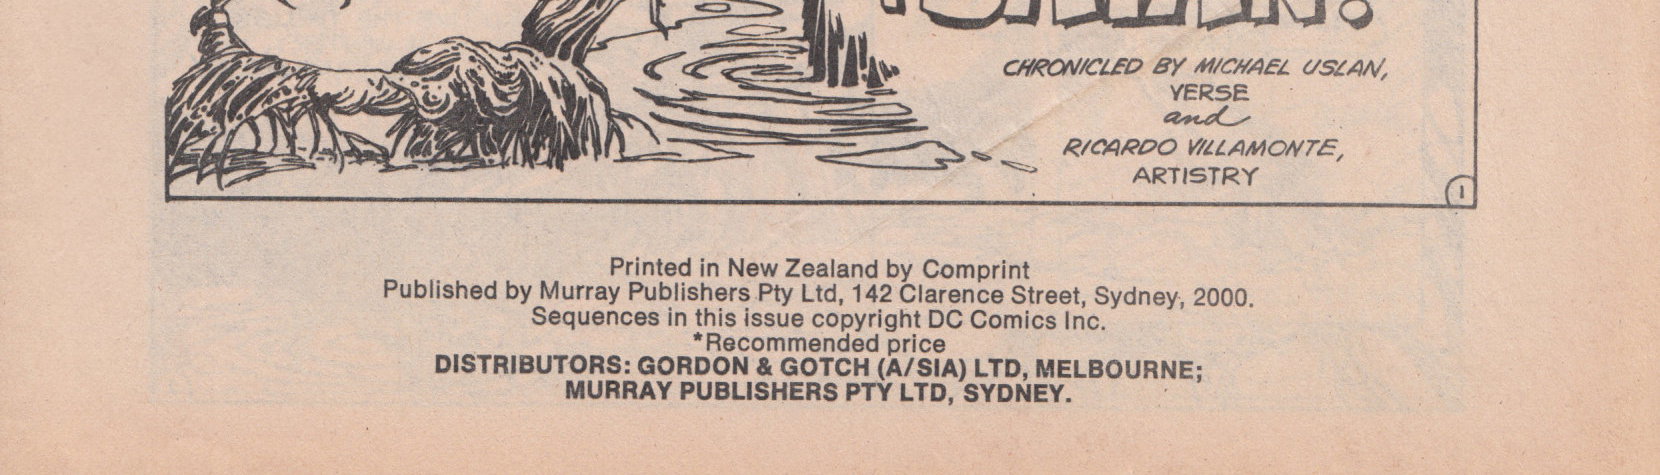 CHRONICLED BY MICHAEL USLAN,
VERSE
and
RICARDO VILLAMONTE,
ARTISTRY
1
Printed in New Zealand by Comprint
Published by Murray Publishers Pty Ltd, 142 Clarence Street, Sydney, 2000.
Sequences in this issue copyright DC Comics Inc.
*Recommended price
DISTRIBUTORS: GORDON & GOTCH (A/SIA) LTD, MELBOURNE;
MURRAY PUBLISHERS PTY LTD, SYDNEY.